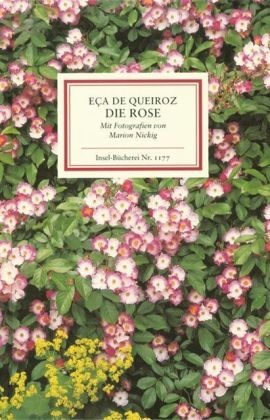 EÇA DE QUEIROZ
DIE ROSE
Mit Fotografien von
Marion Nickig
Insel-Bücherei Nr. 1177